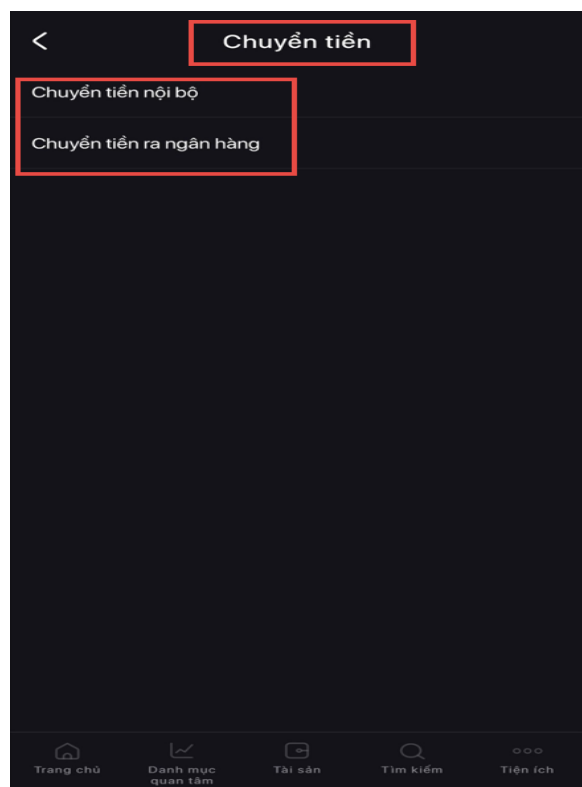 Chuyển tiền
Chuyển tiền nội bộ
Chuyển tiền ra ngân hàng
Trang chủ
Danh mục
quan tâm
Tài sản
Tìm kiếm
Tiện ích